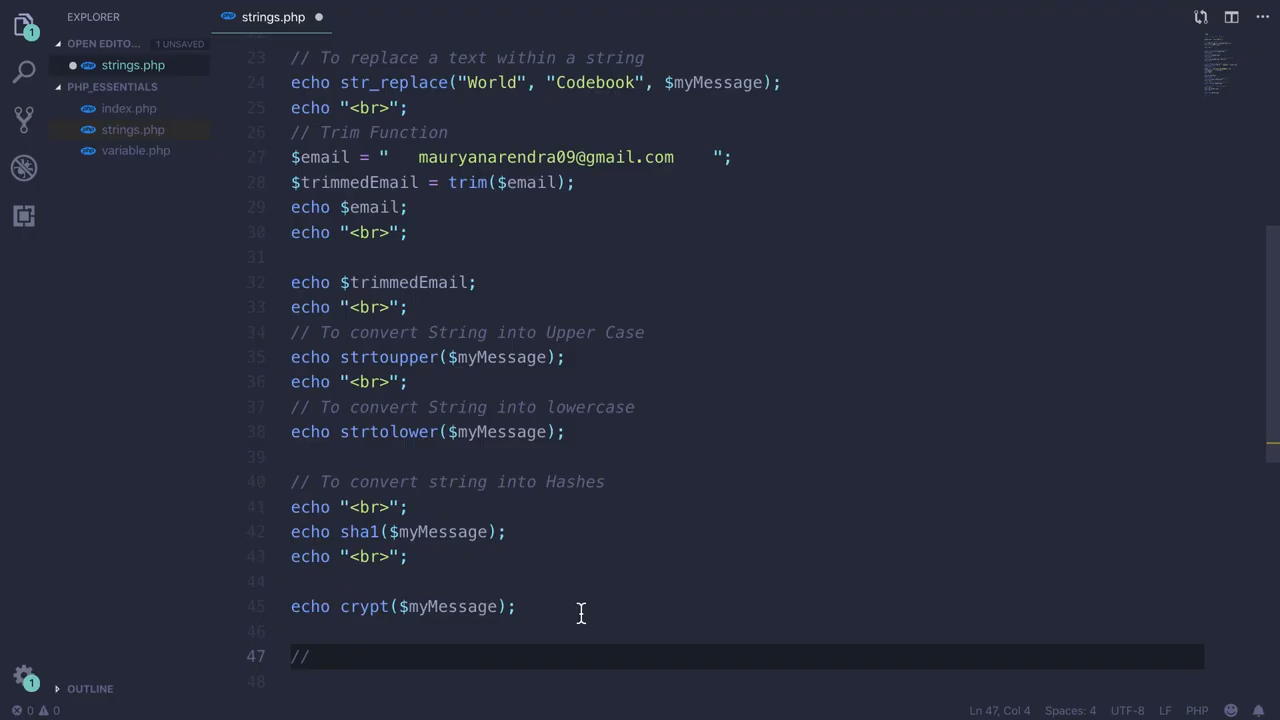 EXPLORER
strings.php
1
OPEN EDITO... 1 UNSAVED
strings.php
PHP_ESSENTIALS
index.php
strings.php
variable.php
23 // To replace a text within a string
24 echo str_replace("World", "Codebook", $myMessage);
25 echo "<br>";
26 // Trim Function
27 $email = "   mauryanarendra09@gmail.com    ";
28 $trimmedEmail = trim($email);
29 echo $email;
30 echo "<br>";
31
32 echo $trimmedEmail;
33 echo "<br>";
34 // To convert String into Upper Case
35 echo strtoupper($myMessage);
36 echo "<br>";
37 // To convert String into lowercase
38 echo strtolower($myMessage);
39
40 // To convert string into Hashes
41 echo "<br>";
42 echo sha1($myMessage);
43 echo "<br>";
44
45 echo crypt($myMessage);
46
47 //
48
1
OUTLINE
0 0
Ln 47, Col 4 Spaces: 4 UTF-8 LF PHP